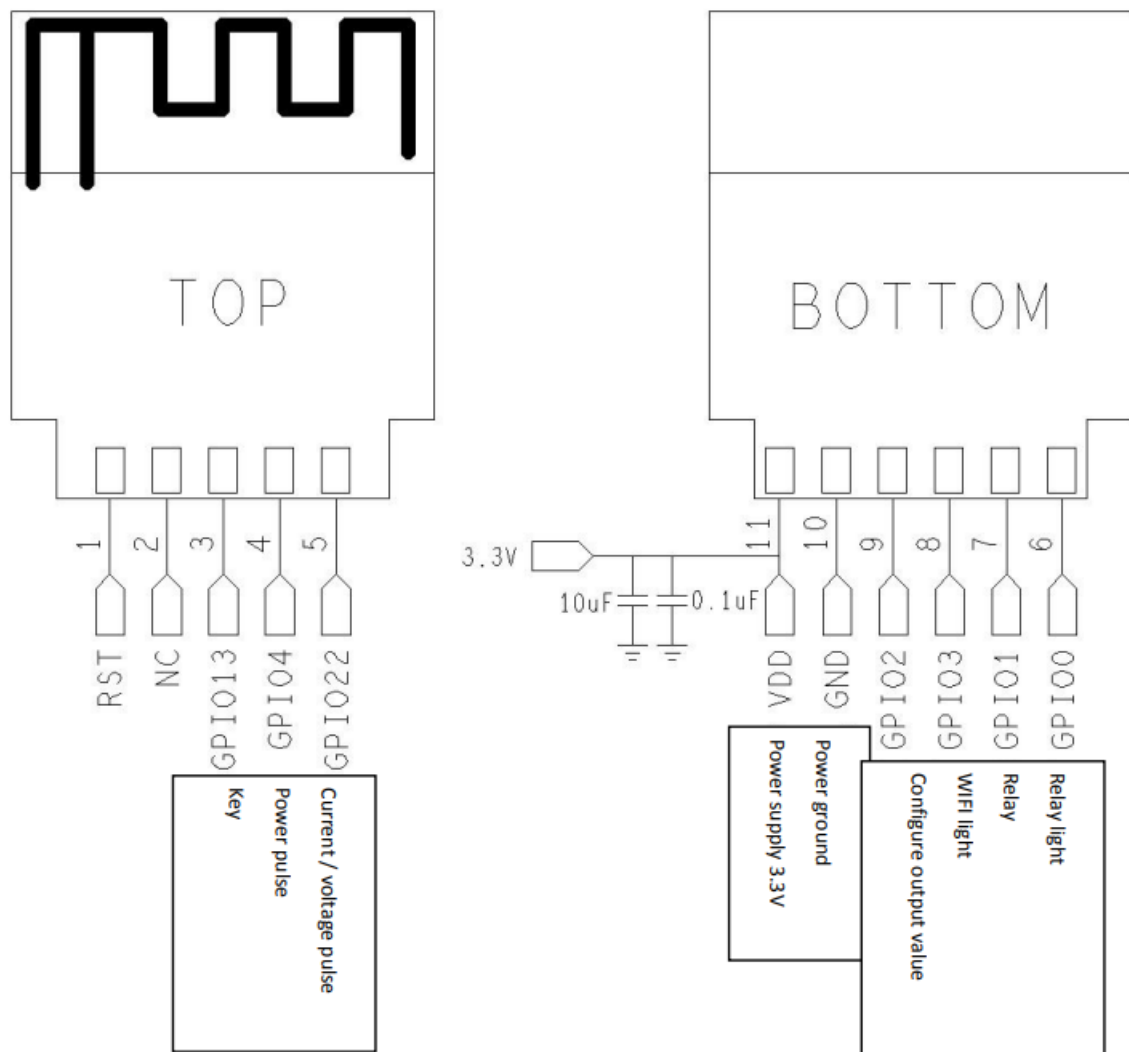 TOP
BOTTOM
1
2
3
4
5
RST
NC
GPIO13
GPIO4
GPIO22
Key
Power pulse
Current / voltage pulse
3.3V
10uF
0.1uF
11
10
9
8
7
6
VDD
GND
GPIO2
GPIO3
GPIO1
GPIO0
Power supply 3.3V
Power ground
Configure output value
WIFI light
Relay
Relay light